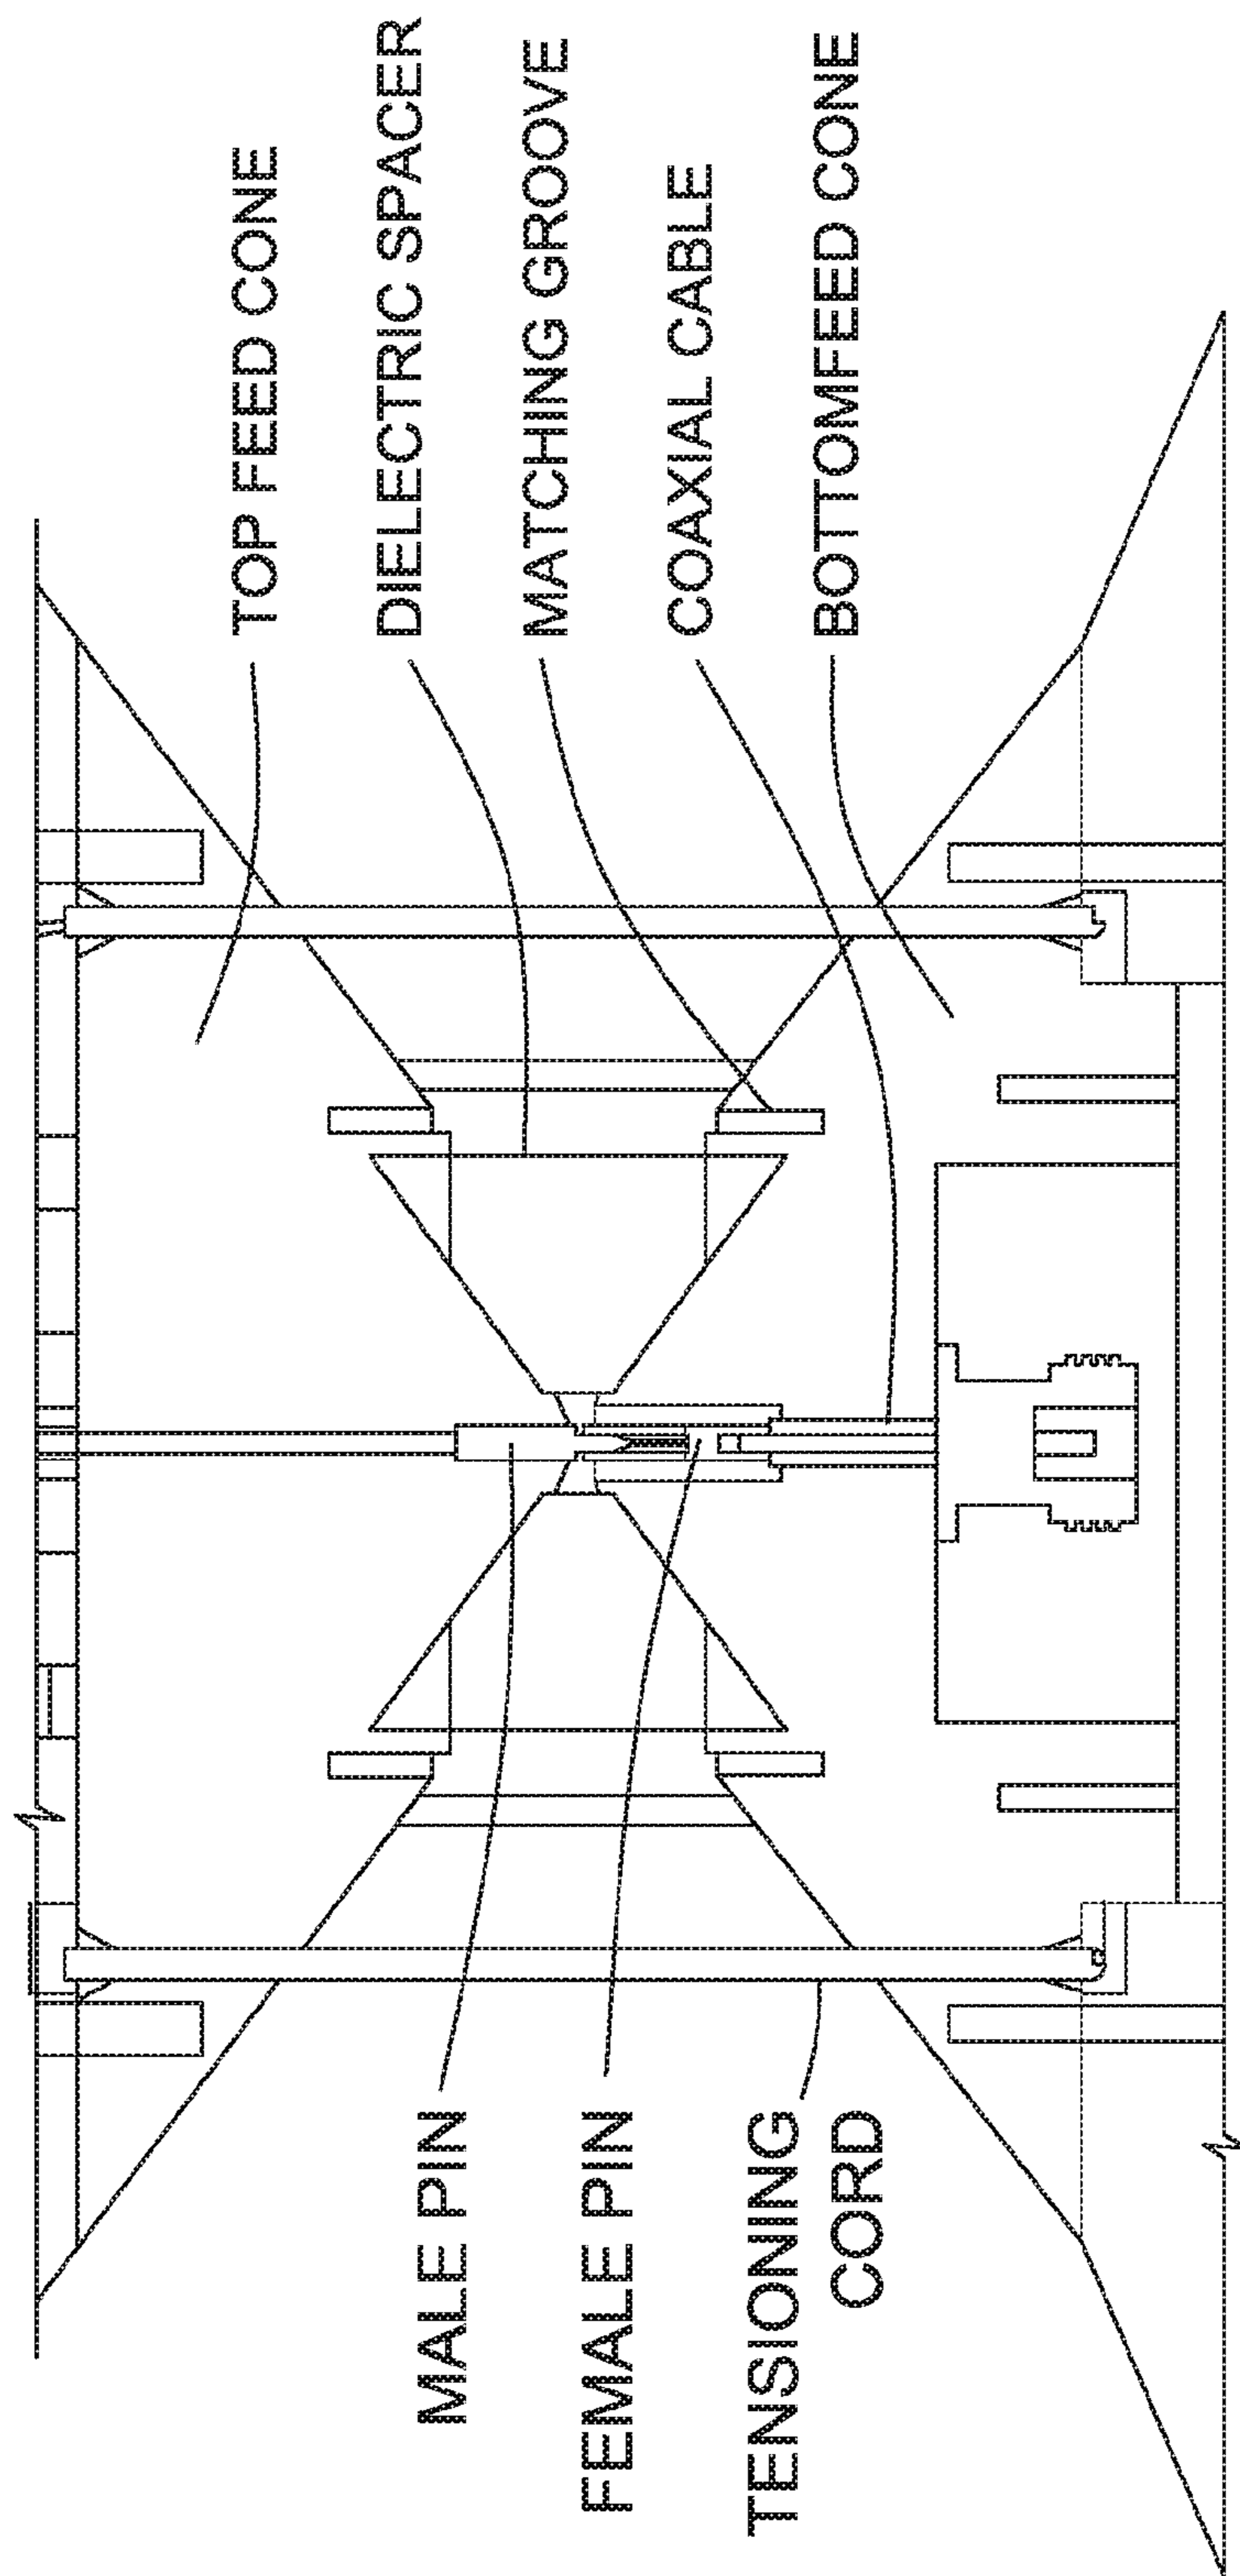 TOP FEED CONE
DIELECTRIC SPACER
MATCHING GROOVE
COAXIAL CABLE
BOTTOMFEED CONE
MALE PIN
FEMALE PIN
TENSIONING
CORD